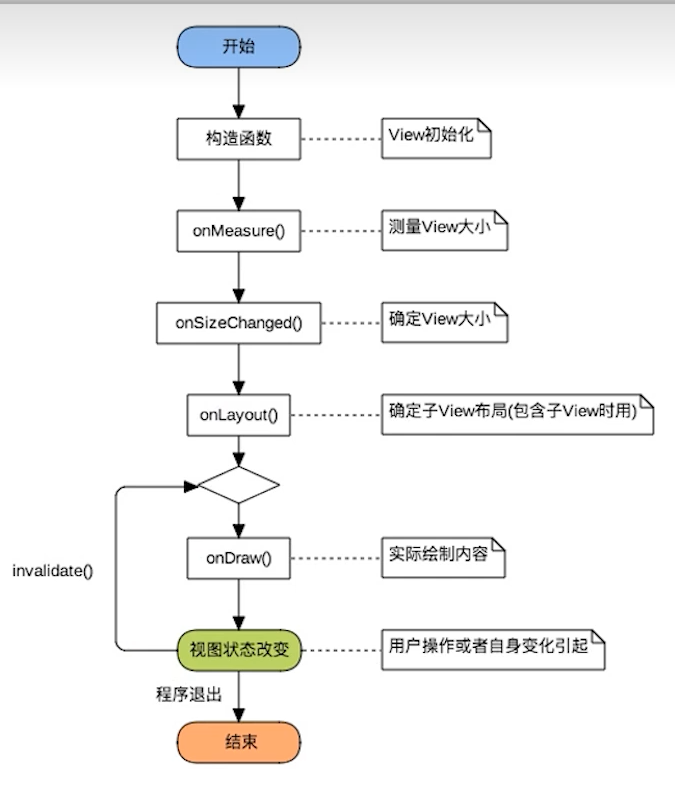 开始
构造函数
View初始化
onMeasure()
测量View大小
onSizeChanged()
确定View大小
onLayout()
确定子View布局(包含子View时用)
onDraw()
实际绘制内容
invalidate()
视图状态改变
用户操作或者自身变化引起
程序退出
结束